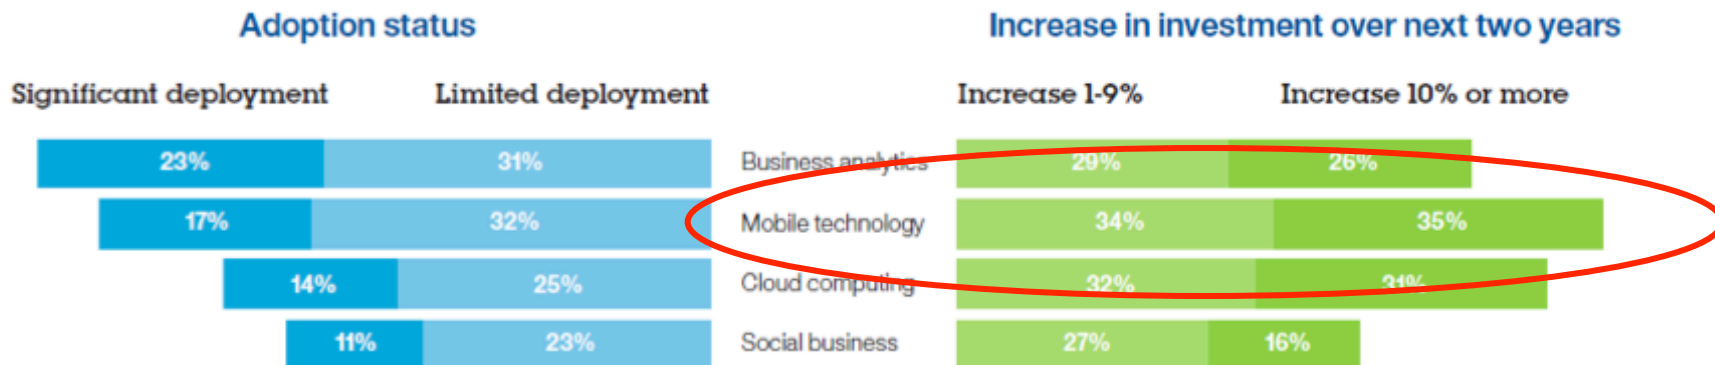 Adoption status Increase in investment over next two years
Significant deployment Limited deployment Increase 1-9% Increase 10% or more
23% 31% Business analytics 29% 26%
17% 32% Mobile technology 34% 35%
14% 25% Cloud computing 32% 31%
11% 23% Social business 27% 16%